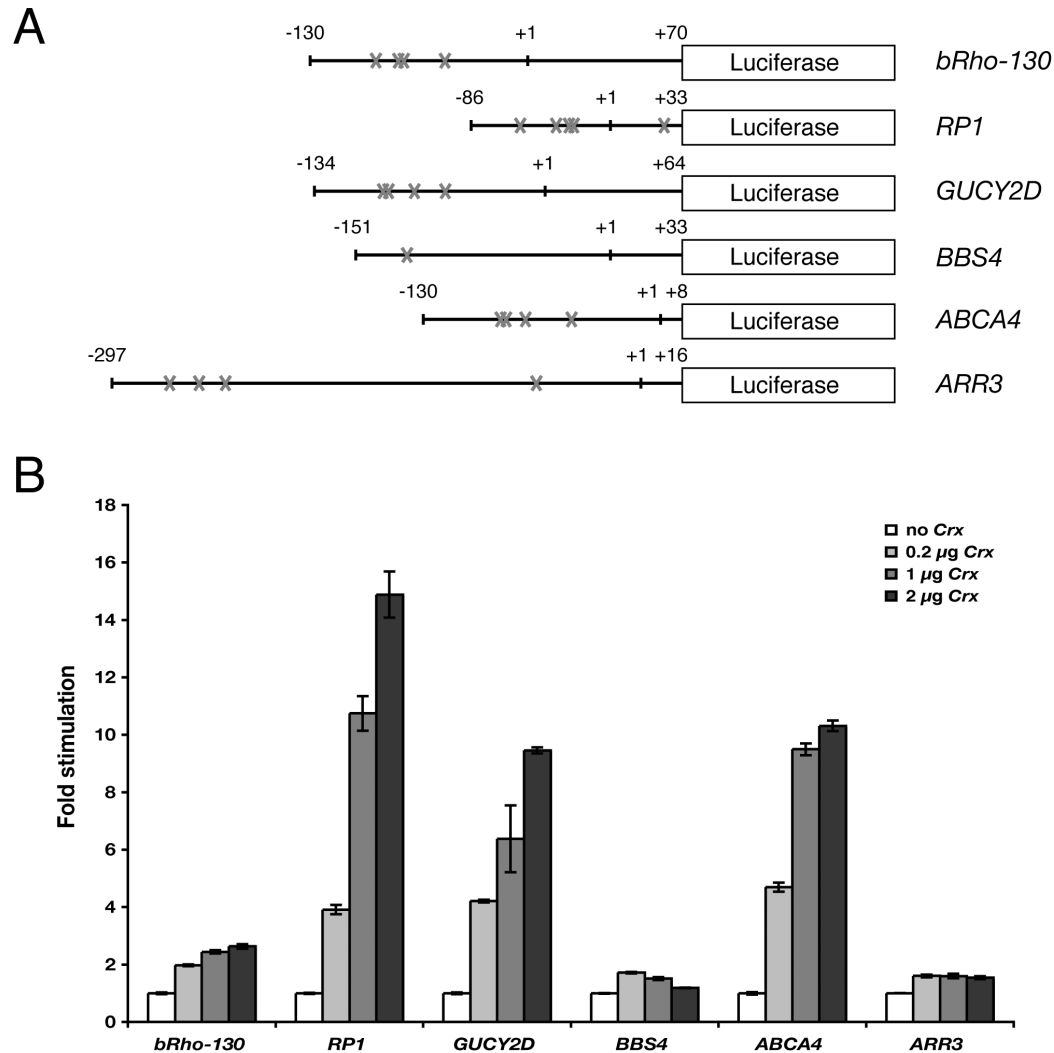 A
-130 +1 +70
Luciferase bRho-130
-86 +1 +33
Luciferase RP1
-134 +1 +64
Luciferase GUCY2D
-151 +1 +33
Luciferase BBS4
-130 +1 +8
Luciferase ABCA4
-297 +1 +16
Luciferase ARR3
B
Fold stimulation
18
16
14
12
10
8
6
4
2
0
no Crx
0.2 µg Crx
1 µg Crx
2 µg Crx
bRho-130 RP1 GUCY2D BBS4 ABCA4 ARR3